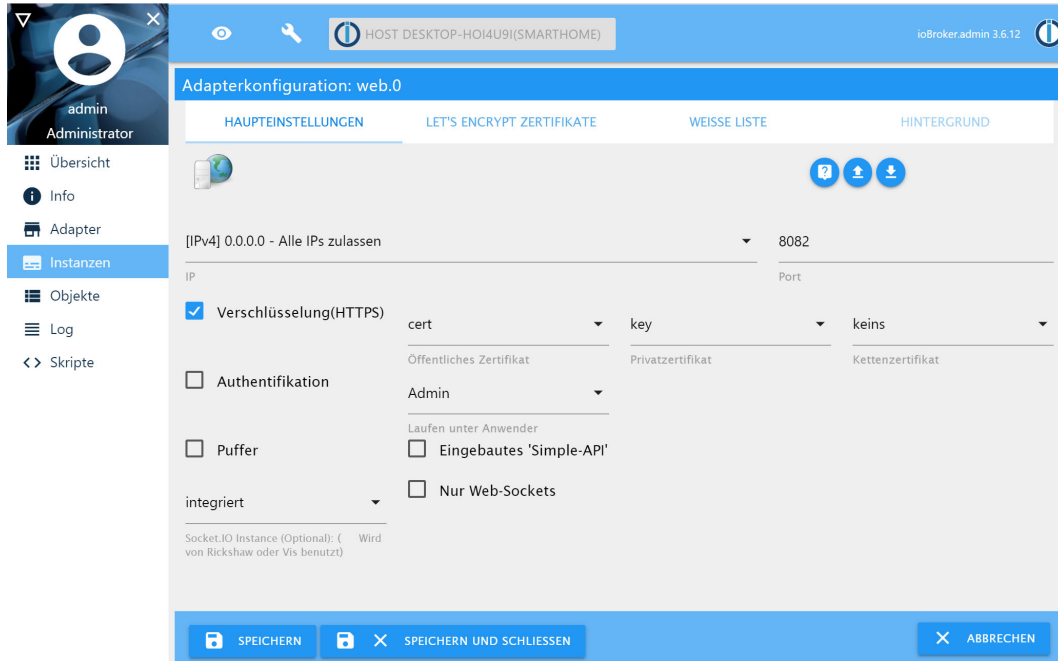 HOST DESKTOP-HOI4U9I(SMARTHOME)
ioBroker.admin 3.6.12
admin
Administrator
Übersicht
Info
Adapter
Instanzen
Objekte
Log
Skripte
Adapterkonfiguration: web.0
HAUPTEINSTELLUNGEN LET'S ENCRYPT ZERTIFIKATE WEISSE LISTE HINTERGRUND
[IPv4] 0.0.0.0 - Alle IPs zulassen 8082
IP Port
Verschlüsselung(HTTPS)
cert key keins
Öffentliches Zertifikat Privatzertifikat Kettenzertifikat
Authentifikation
Admin
Laufen unter Anwender
Puffer Eingebautes 'Simple-API'
Nur Web-Sockets
integriert
Socket.IO Instance (Optional): ( Wird
von Rickshaw oder Vis benutzt)
SPEICHERN SPEICHERN UND SCHLIESSEN ABBRECHEN